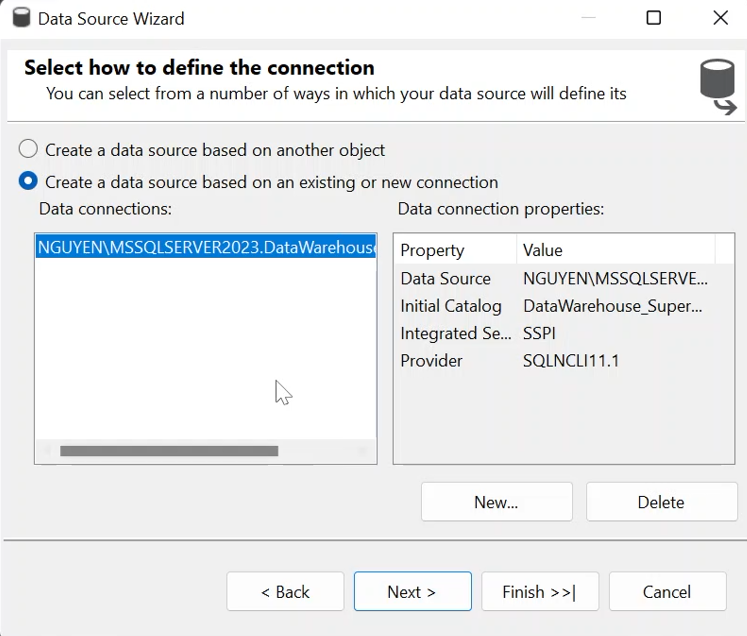 Data Source Wizard
Select how to define the connection
You can select from a number of ways in which your data source will define its
Create a data source based on another object
Create a data source based on an existing or new connection
Data connections:
NGUYEN\MSSQLSERVER2023.DataWarehouse
Data connection properties:
Property Value
Data Source NGUYEN\MSSQLSERVE...
Initial Catalog DataWarehouse_Super...
Integrated Se... SSPI
Provider SQLNCLI11.1
New... Delete
< Back Next > Finish >>| Cancel